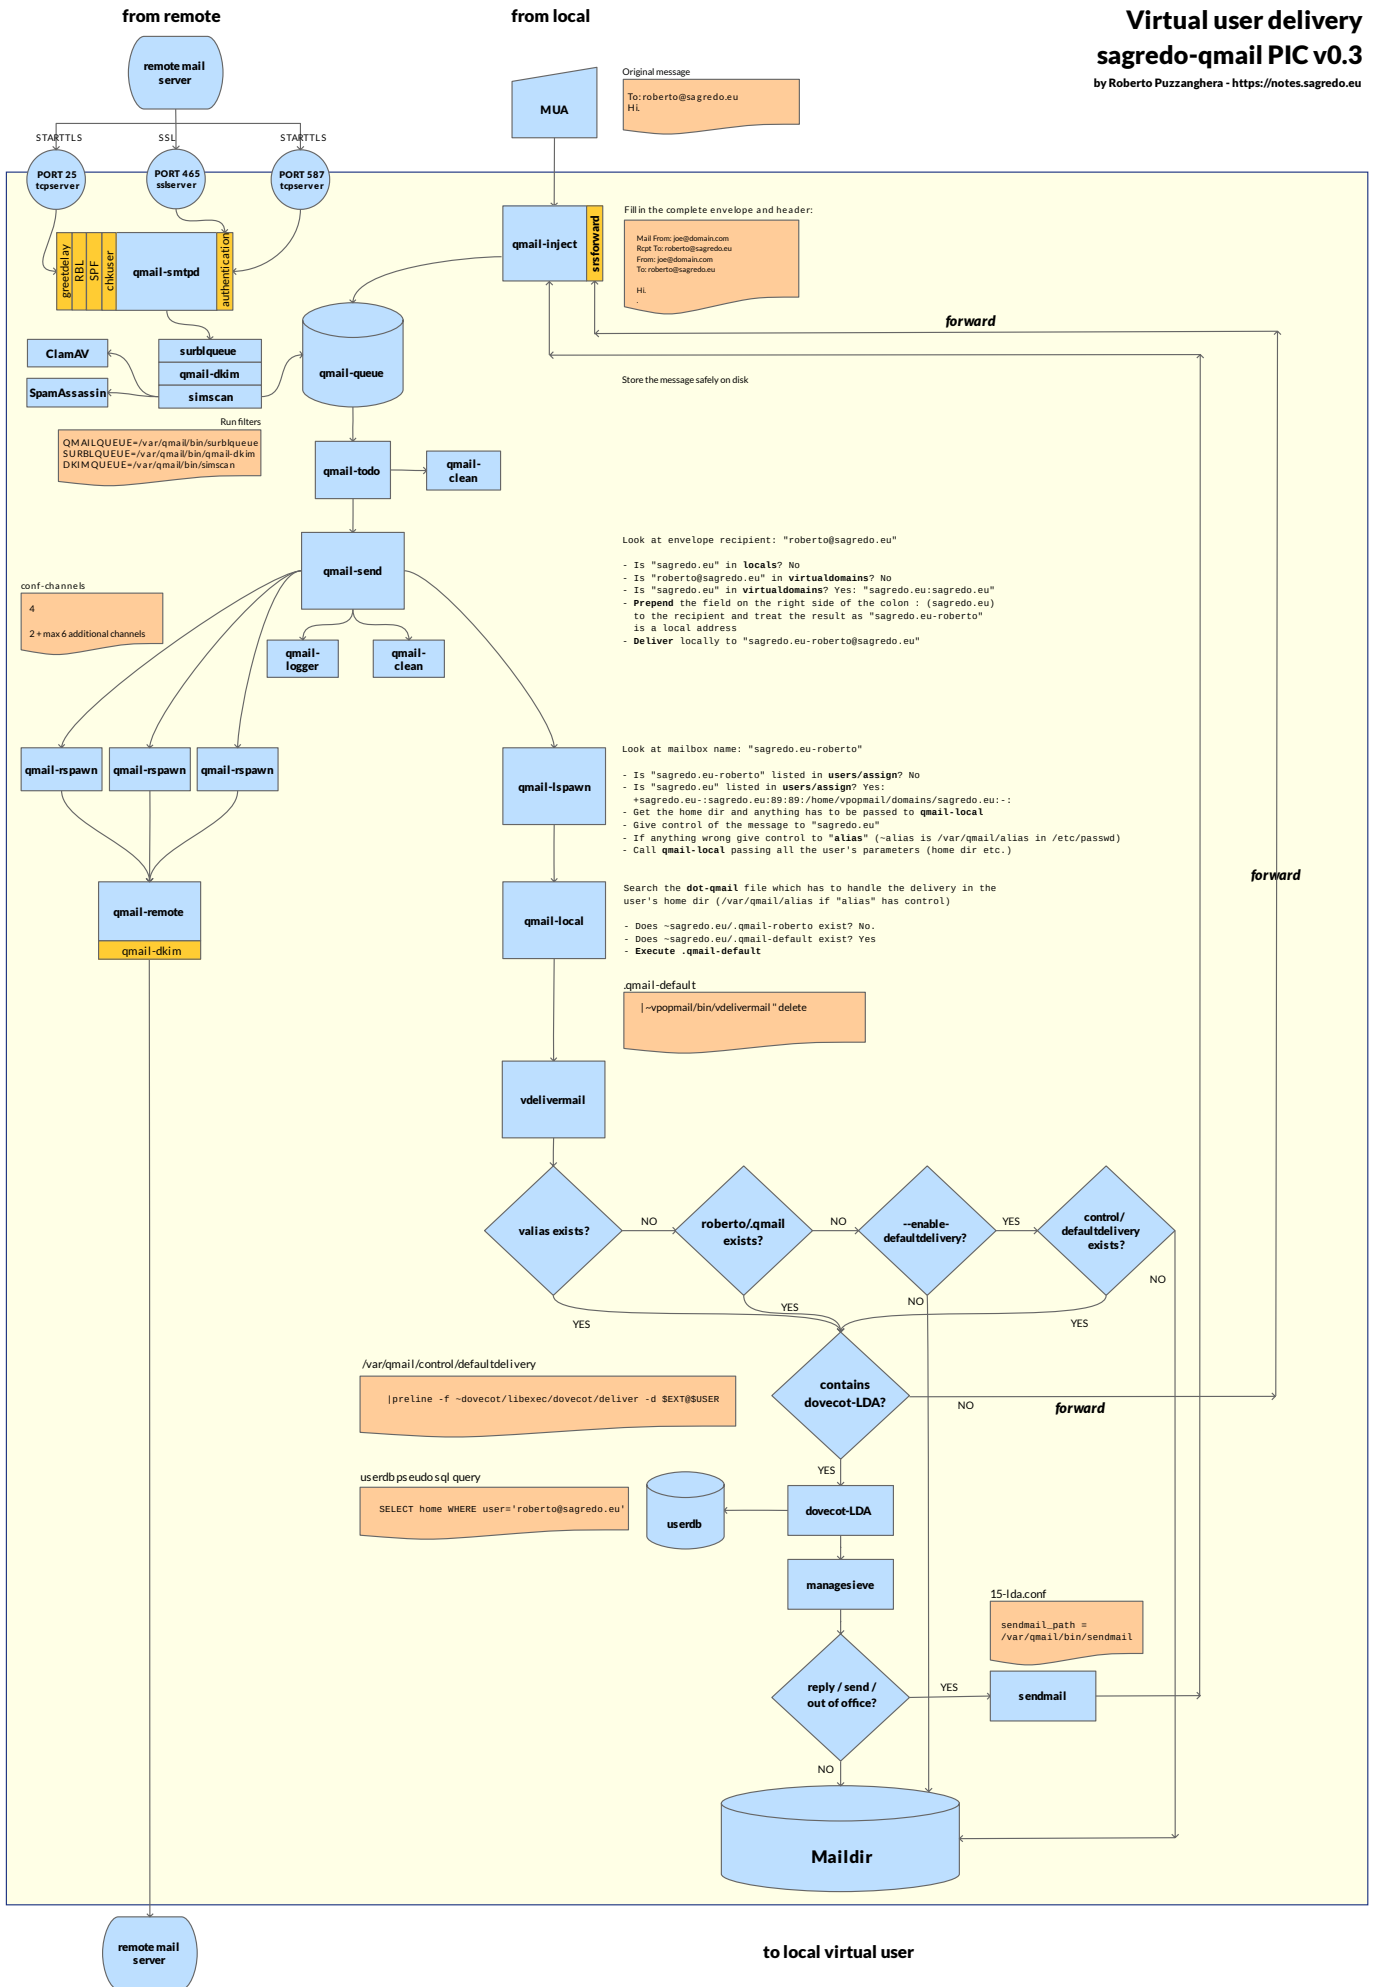 from remote
from local
Virtual user delivery
sagredo-qmail PIC v0.3
by Roberto Puzzanghera - https://notes.sagredo.eu
remote mail
server
MUA
Original message
To: roberto@sagredo.eu
Hi.
STARTTLS
SSL
STARTTLS
PORT 25
tcpserver
PORT 465
sslserver
PORT 587
tcpserver
greetdelay
RBL
SPF
chkuser
qmail-smtpd
authentication
qmail-inject
srsforward
Fill in the complete envelope and header:
Mail From: joe@domain.com
Rcpt To: roberto@sagredo.eu
From: joe@domain.com
To: roberto@sagredo.eu
Hi.
.
forward
ClamAV
SpamAssassin
surblqueue
qmail-dkim
simscan
qmail-queue
Store the message safely on disk
Run filters
QMAILQUEUE=/var/qmail/bin/surblqueue
SURBLQUEUE=/var/qmail/bin/qmail-dkim
DKIMQUEUE=/var/qmail/bin/simscan
qmail-todo
qmail-
clean
qmail-send
Look at envelope recipient: "roberto@sagredo.eu"
- Is "sagredo.eu" in locals? No
- Is "roberto@sagredo.eu" in virtualdomains? No
- Is "sagredo.eu" in virtualdomains? Yes: "sagredo.eu:sagredo.eu"
- Prepend the field on the right side of the colon : (sagredo.eu)
to the recipient and treat the result as "sagredo.eu-roberto"
is a local address
- Deliver locally to "sagredo.eu-roberto@sagredo.eu"
conf-channels
4
2 + max 6 additional channels
qmail-
logger
qmail-
clean
qmail-rspawn
qmail-rspawn
qmail-rspawn
qmail-lspawn
Look at mailbox name: "sagredo.eu-roberto"
- Is "sagredo.eu-roberto" listed in users/assign? No
- Is "sagredo.eu" listed in users/assign? Yes:
+sagredo.eu-:sagredo.eu:89:89:/home/vpopmail/domains/sagredo.eu:-:
- Get the home dir and anything has to be passed to qmail-local
- Give control of the message to "sagredo.eu"
- If anything wrong give control to "alias" (~alias is /var/qmail/alias in /etc/passwd)
- Call qmail-local passing all the user's parameters (home dir etc.)
forward
qmail-remote
qmail-dkim
qmail-local
Search the dot-qmail file which has to handle the delivery in the
user's home dir (/var/qmail/alias if "alias" has control)
- Does ~sagredo.eu/.qmail-roberto exist? No.
- Does ~sagredo.eu/.qmail-default exist? Yes
- Execute .qmail-default
.qmail-default
| ~vpopmail/bin/vdelivermail '' delete
vdelivermail
valias exists?
NO
roberto/.qmail
exists?
NO
--enable-
defaultdelivery?
YES
control/
defaultdelivery
exists?
NO
YES
YES
NO
YES
/var/qmail/control/defaultdelivery
|preline -f ~dovecot/libexec/dovecot/deliver -d $EXT@$USER
contains
dovecot-LDA?
NO
forward
YES
userdb pseudo sql query
SELECT home WHERE user='roberto@sagredo.eu'
userdb
dovecot-LDA
managesieve
15-lda.conf
sendmail_path =
/var/qmail/bin/sendmail
reply / send /
out of office?
YES
sendmail
NO
Maildir
remote mail
server
to local virtual user